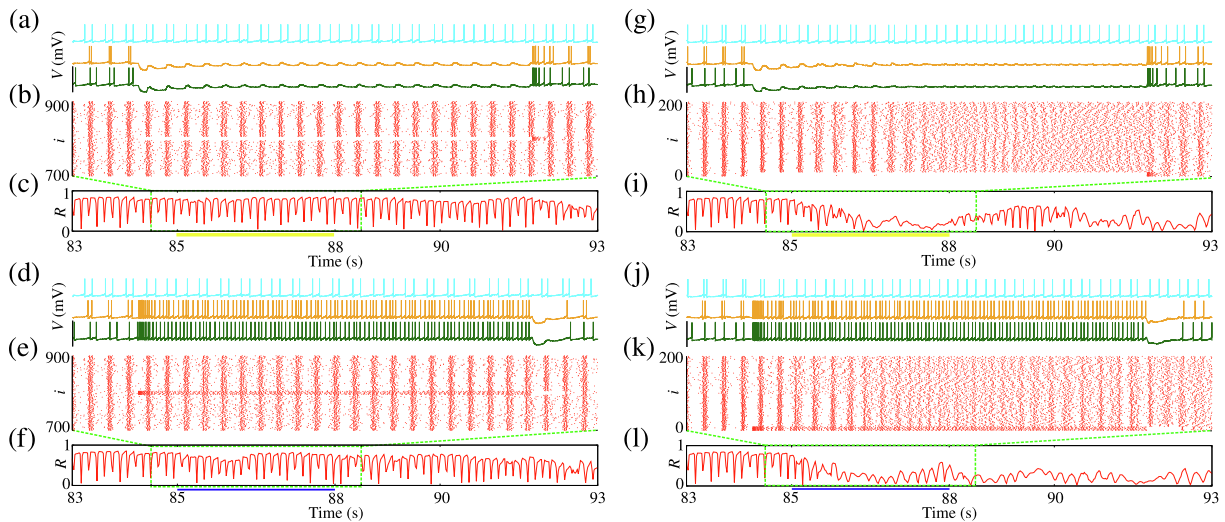 (a)
V (mV)
(b)
900
i
700
(c)
1
R
0
83 85 88 90 93
Time (s)
(d)
V (mV)
(e)
900
i
700
(f)
1
R
0
83 85 88 90 93
Time (s)
(g)
V (mV)
(h)
200
i
0
(i)
1
R
0
83 85 88 90 93
Time (s)
(j)
V (mV)
(k)
200
i
0
(l)
1
R
0
83 85 88 90 93
Time (s)